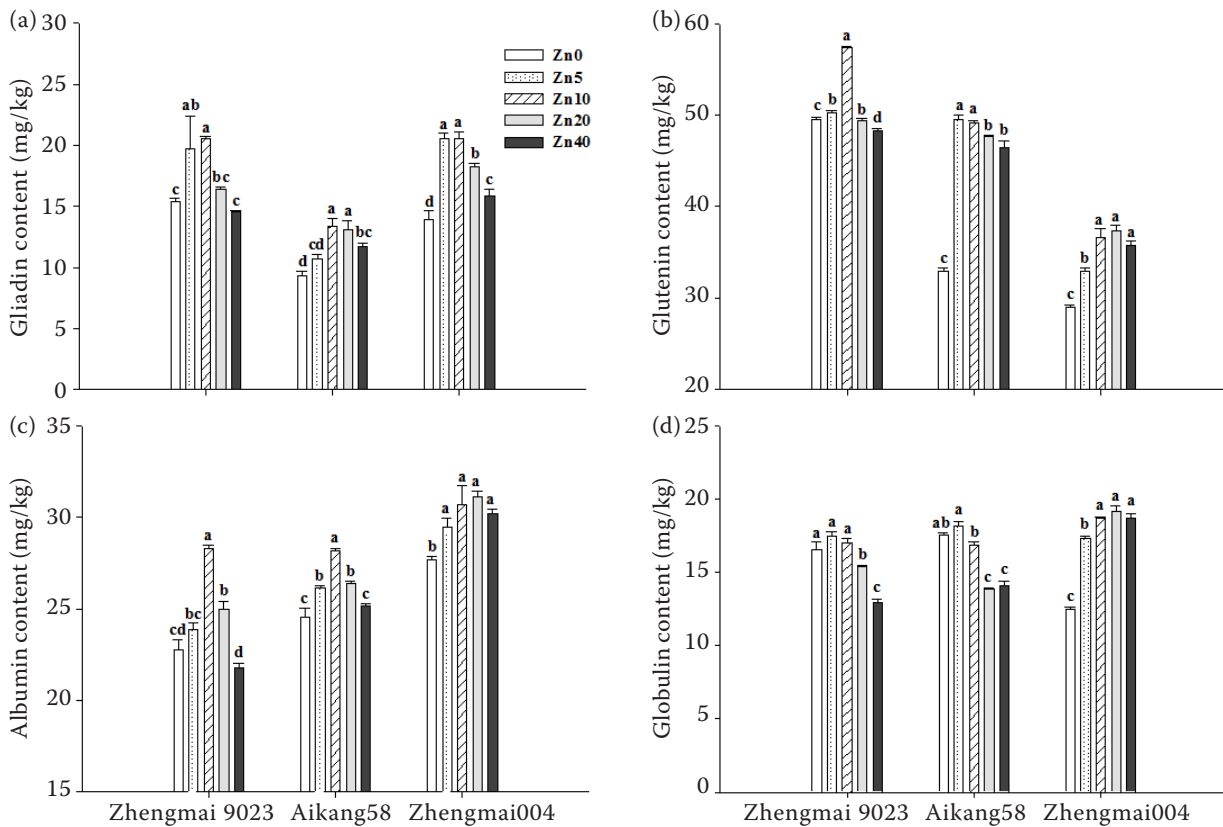 (a)
30
25
20
15
10
5
0
Gliadin content (mg/kg)
Zn0
Zn5
Zn10
Zn20
Zn40
c
ab
a
bc
c
d
cd
a
a
bc
d
a
a
b
c
(b)
60
50
40
30
20
Glutenin content (mg/kg)
c
b
a
b
d
c
a
a
b
b
c
b
a
a
a
(c)
35
30
25
20
15
Albumin content (mg/kg)
cd
bc
a
b
d
c
b
a
b
c
b
a
a
a
a
Zhengmai 9023 Aikang58 Zhengmai004
(d)
25
20
15
10
5
0
Globulin content (mg/kg)
a
a
a
b
c
ab
a
b
c
c
c
b
a
a
a
Zhengmai 9023 Aikang58 Zhengmai004